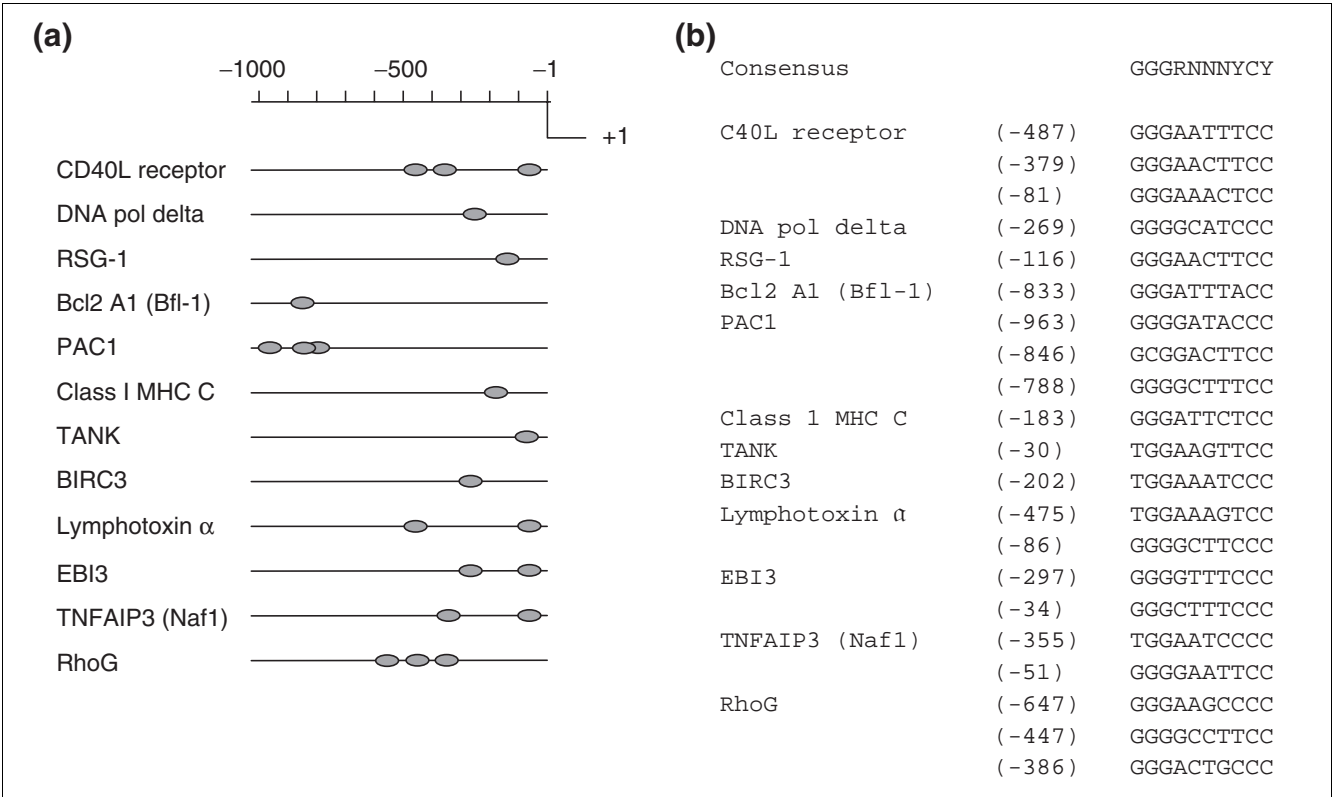 (a)
−1000 −500 −1
+1
CD40L receptor
DNA pol delta
RSG-1
Bcl2 A1 (Bfl-1)
PAC1
Class I MHC C
TANK
BIRC3
Lymphotoxin α
EBI3
TNFAIP3 (Naf1)
RhoG
(b)
Consensus GGGRNNNYCY
C40L receptor (-487) GGGAATTTCC
(-379) GGGAACTTCC
(-81) GGGAAACTCC
DNA pol delta (-269) GGGGCATCCC
RSG-1 (-116) GGGAACTTCC
Bcl2 A1 (Bfl-1) (-833) GGGATTTACC
PAC1 (-963) GGGGATACCC
(-846) GCGGACTTCC
(-788) GGGGCTTTCC
Class 1 MHC C (-183) GGGATTCTCC
TANK (-30) TGGAAGTTCC
BIRC3 (-202) TGGAAATCCC
Lymphotoxin α (-475) TGGAAAGTCC
(-86) GGGGCTTCCC
EBI3 (-297) GGGGTTTCCC
(-34) GGGCTTTCCC
TNFAIP3 (Naf1) (-355) TGGAATCCCC
(-51) GGGGAATTCC
RhoG (-647) GGGAAGCCCC
(-447) GGGGCCTTCC
(-386) GGGACTGCCC